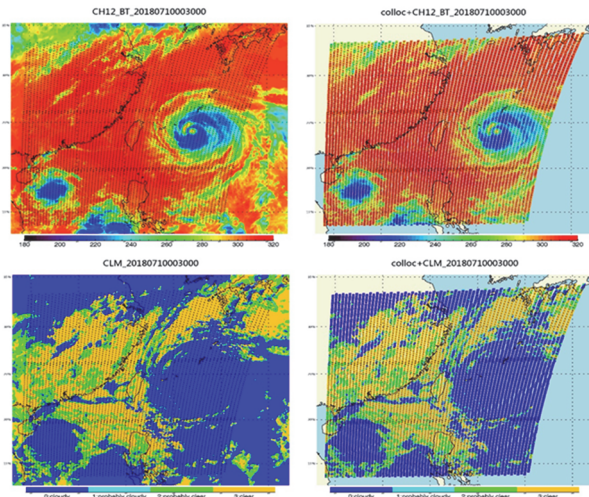 CH12_BT_20180710003000
colloc+CH12_BT_20180710003000
180 200 220 240 260 280 300 320
180 200 220 240 260 280 300 320
CLM_20180710003000
colloc+CLM_20180710003000
0 cloudy 1 probably cloudy 2 probably clear 3 clear
0 cloudy 1 probably cloudy 2 probably clear 3 clear